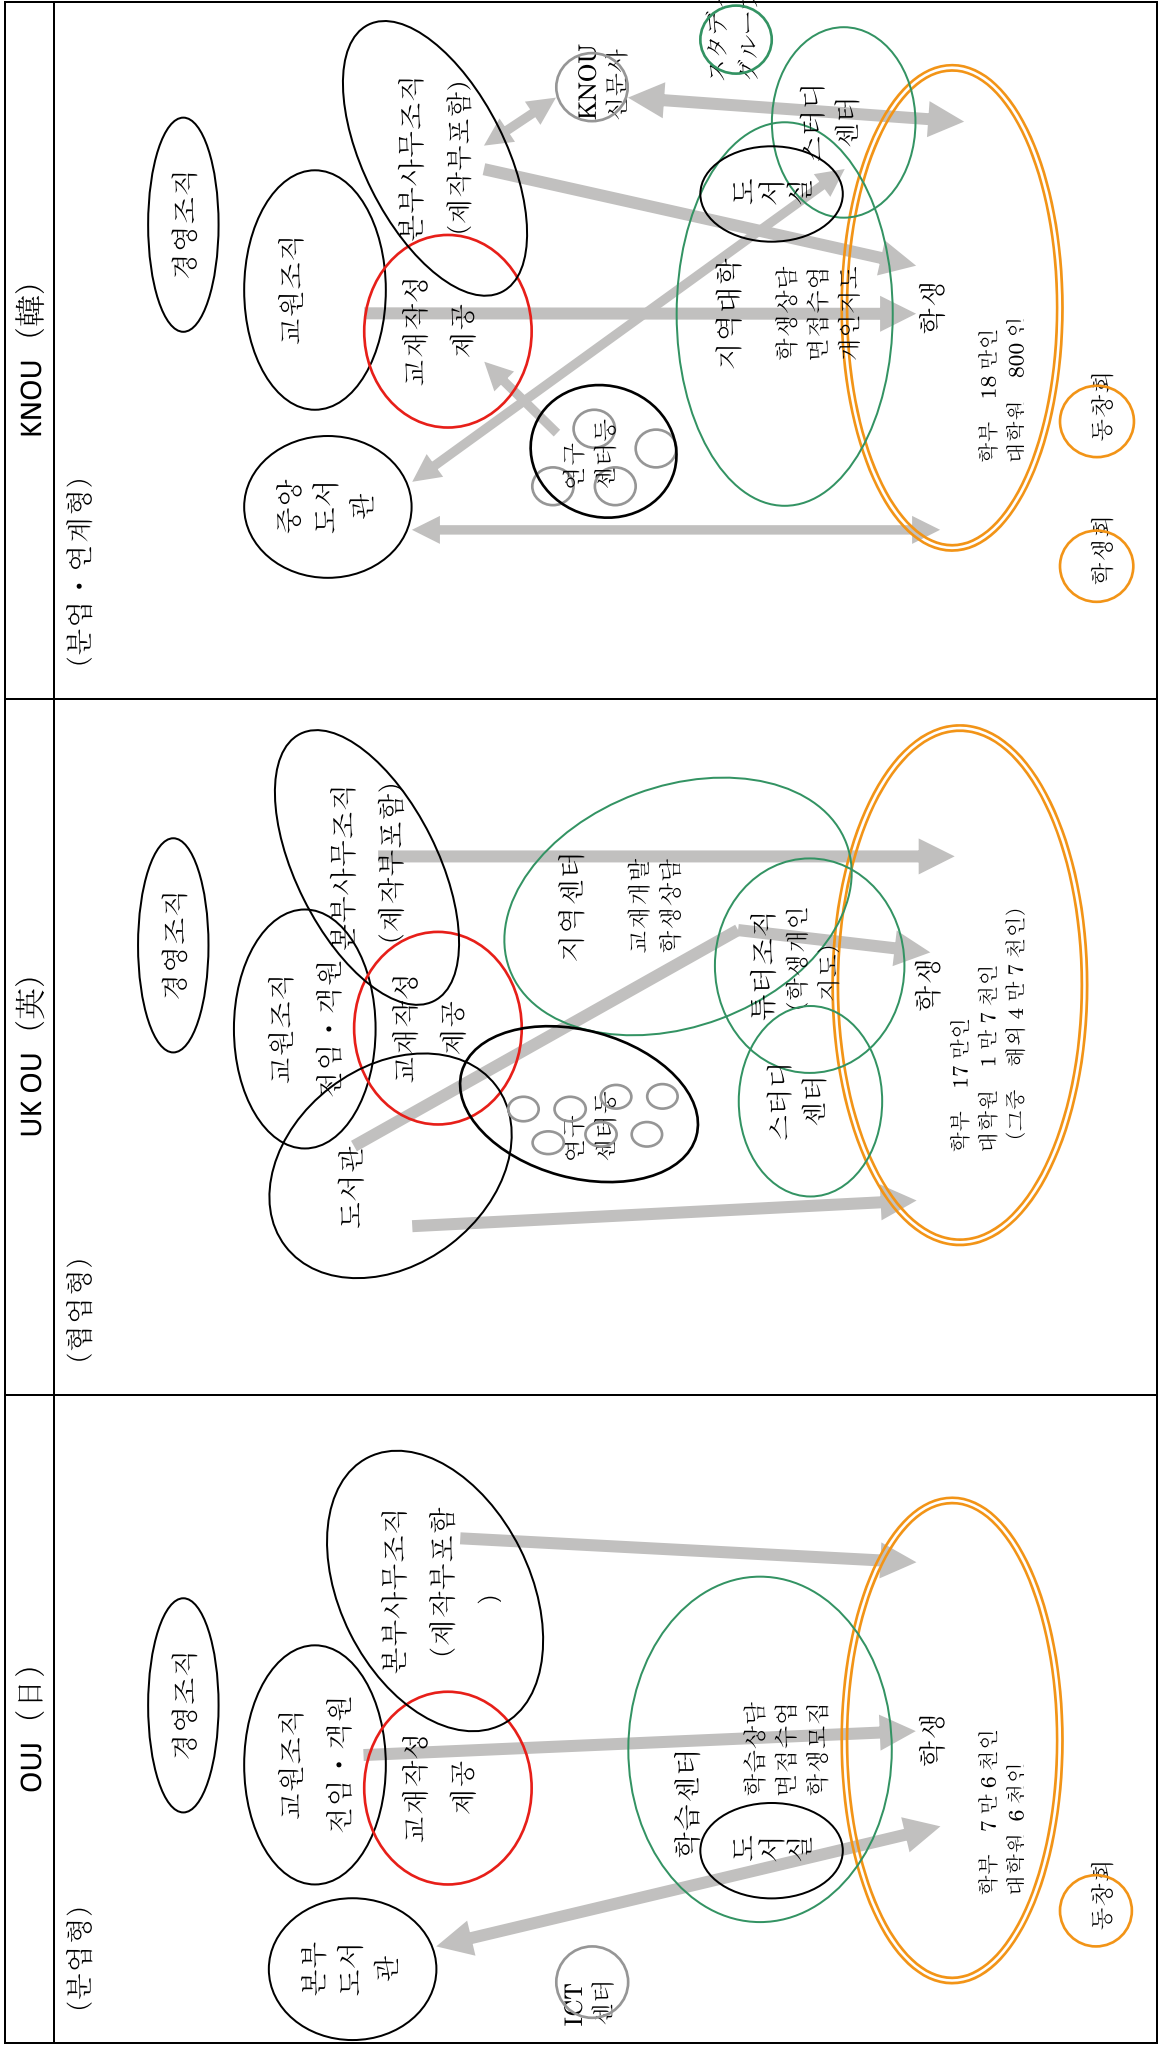 OUJ（日）
(분업형)
경영조직
교원조직
전임・객원
본부사무조직
(제작부포함
)
본부
도서
관
교재작성
제공
ICT
센터
학습센터
학습상담
면접수업
학생모집
도서
실
학생
학부 7만6천인
대학원 6천인
동창회
UK OU（英）
(협업형)
경영조직
교원조직
전임・객원
본부사무조직
(제작부포함)
도서관
교재작성
제공
연구
센터등
지역센터
교재개발
학생상담
튜터조직
(학생개인
지도)
스터디
센터
학생
학부 17만인
대학원 1만7천인
(그중 해외4만7천인)
KNOU（韓）
(분업・연계형)
경영조직
교원조직
본부사무조직
(제작부포함)
중앙
도서
관
교재작성
제공
KNOU
신문사
연구
센터등
スタデ
グルー
지역대학
학생상담
면접수업
개인지도
도
서
실
스터디
센터
학생
학부 18만인
대학원 800인
학생회
동창회